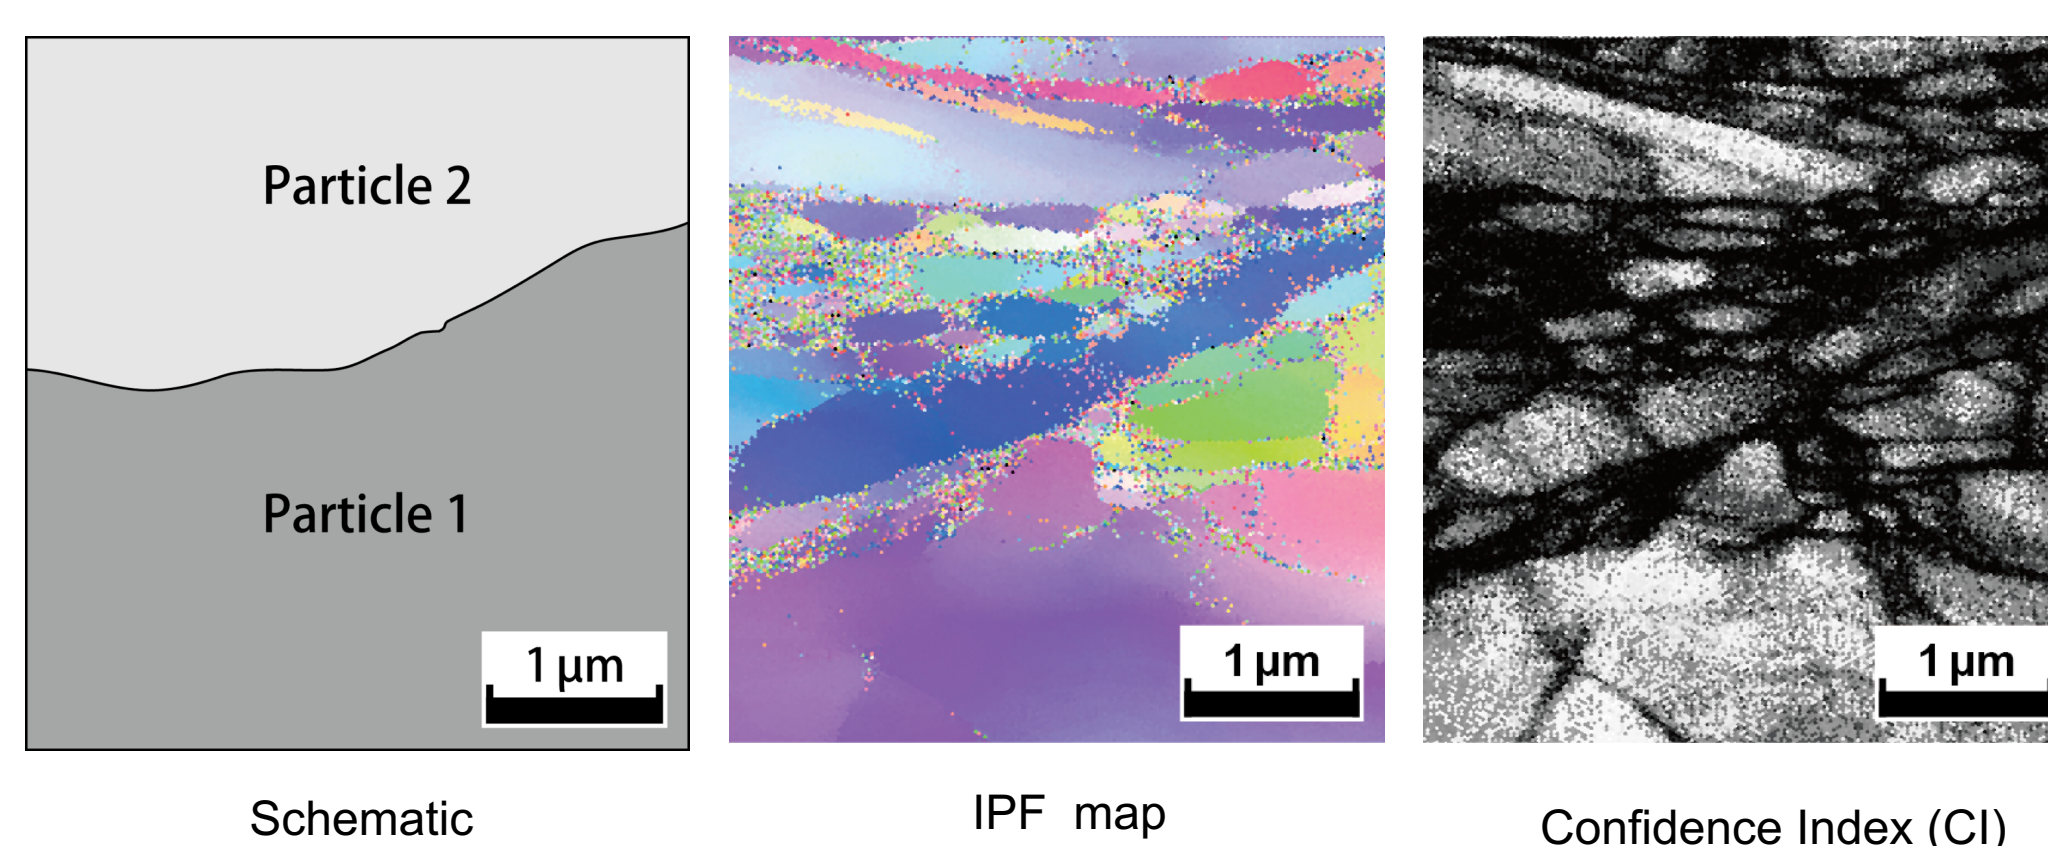 Particle 2
Particle 1
1 μm
1 μm
1 μm
Schematic
IPF map
Confidence Index (CI)